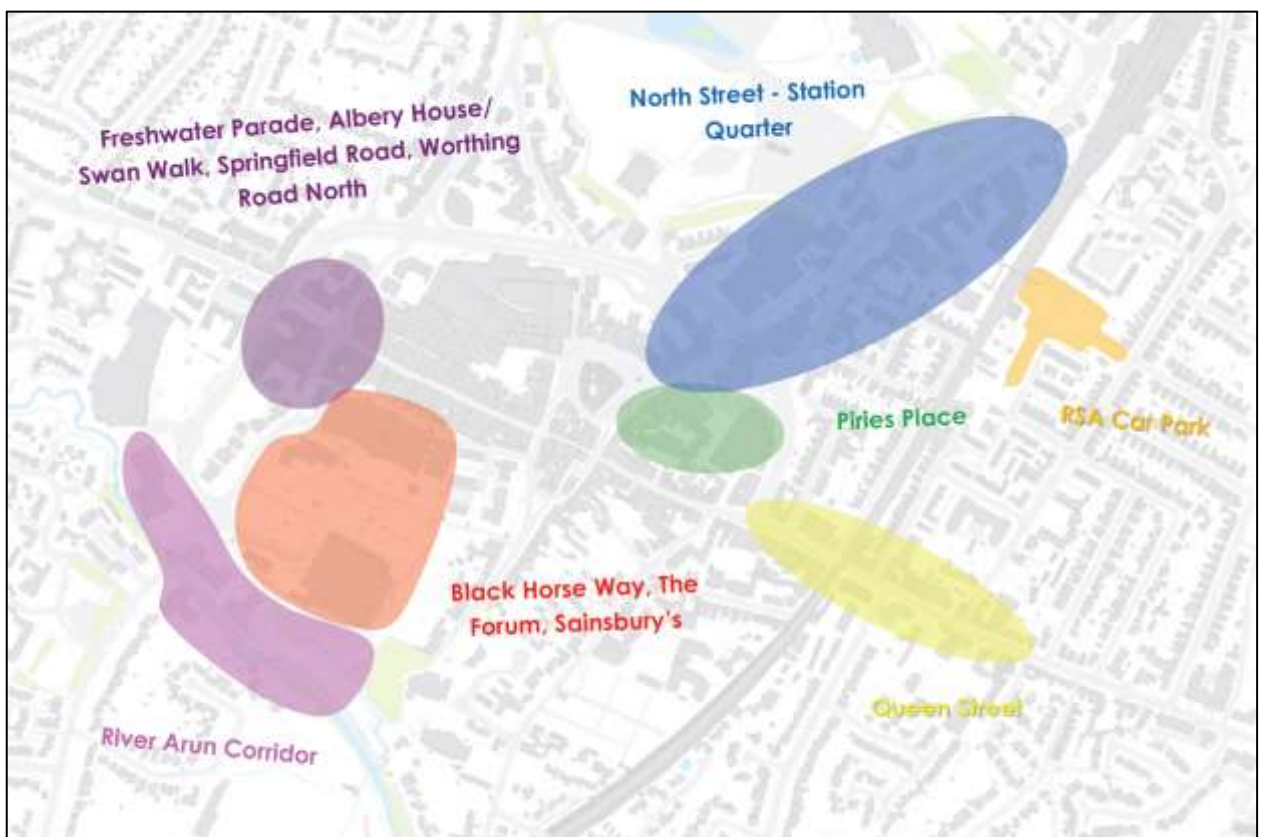 Freshwater Parade, Albery House/
Swan Walk, Springfield Road, Worthing
Road North
North Street - Station
Quarter
Piries Place
RSA Car Park
Black Horse Way, The
Forum, Sainsbury's
Queen Street
River Arun Corridor